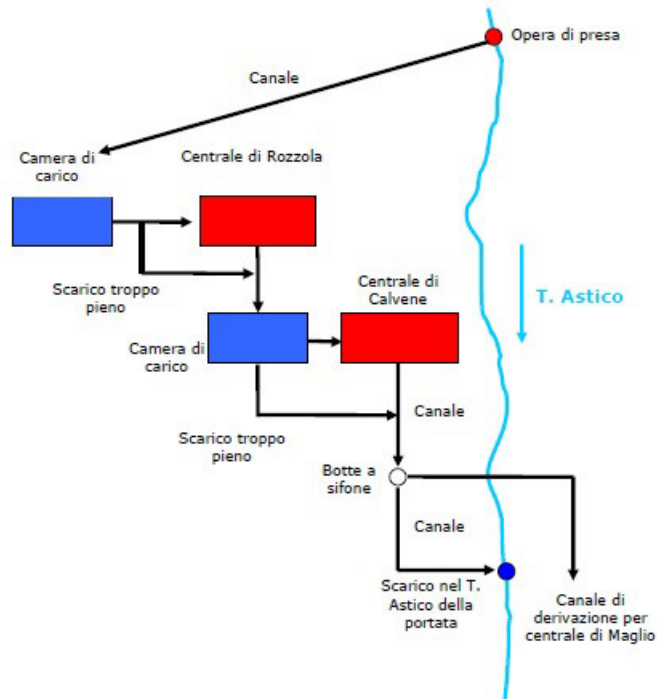 Opera di presa
Canale
Camera di
carico
Centrale di Rozzola
Scarico troppo
pieno
Centrale di
Calvene
T. Astico
Camera di
carico
Canale
Scarico troppo
pieno
Botte a
sifone
Canale
Scarico nel T.
Astico della
portata
Canale di
derivazione per
centrale di Maglio